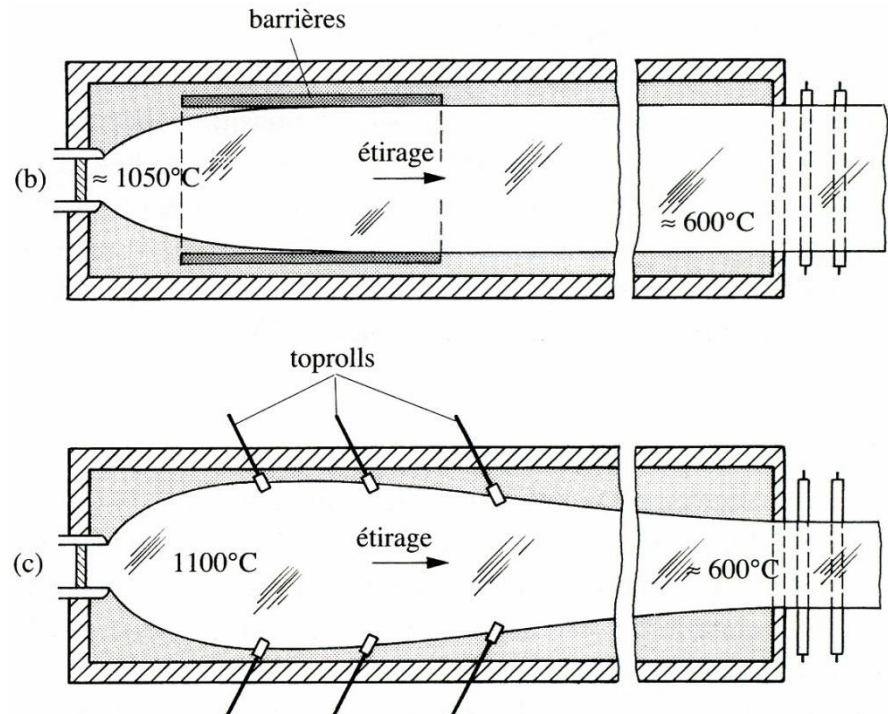 barrières
étirage
(b)
≈ 1050°C
≈ 600°C
toprolls
étirage
(c)
1100°C
≈ 600°C